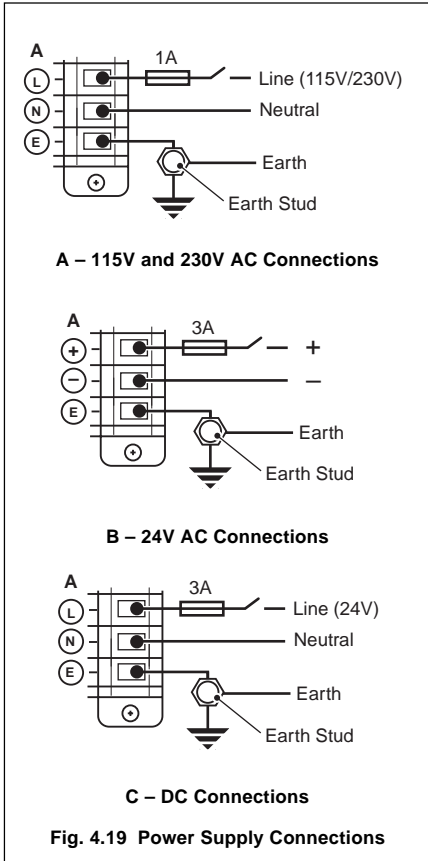 A
1A
L
Line (115V/230V)
N
Neutral
E
Earth
Earth Stud
A – 115V and 230V AC Connections
A
3A
+ +
– –
E
Earth
Earth Stud
B – 24V AC Connections
A
3A
L
Line (24V)
N
Neutral
E
Earth
Earth Stud
C – DC Connections
Fig. 4.19 Power Supply Connections